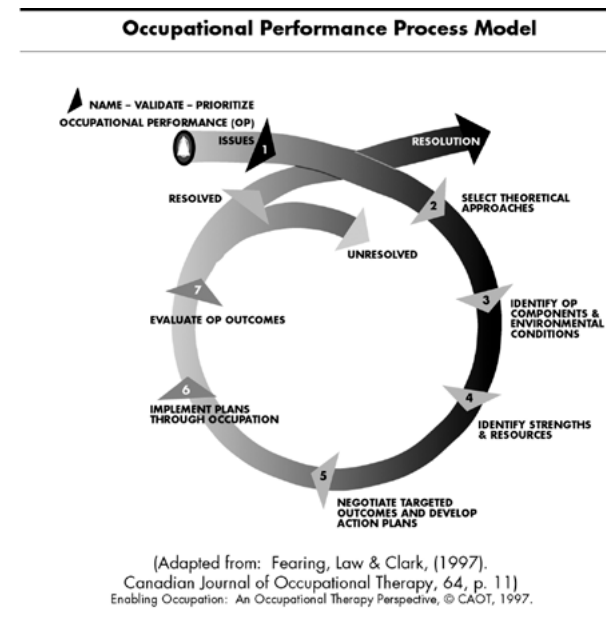 Occupational Performance Process Model
NAME – VALIDATE – PRIORITIZE
OCCUPATIONAL PERFORMANCE (OP)
ISSUES
1
RESOLUTION
RESOLVED
2
SELECT THEORETICAL
APPROACHES
UNRESOLVED
3
IDENTIFY OP
COMPONENTS &
ENVIRONMENTAL
CONDITIONS
7
EVALUATE OP OUTCOMES
4
IDENTIFY STRENGTHS
& RESOURCES
6
IMPLEMENT PLANS
THROUGH OCCUPATION
5
NEGOTIATE TARGETED
OUTCOMES AND DEVELOP
ACTION PLANS
(Adapted from: Fearing, Law & Clark, (1997).
Canadian Journal of Occupational Therapy, 64, p. 11)
Enabling Occupation: An Occupational Therapy Perspective, © CAOT, 1997.